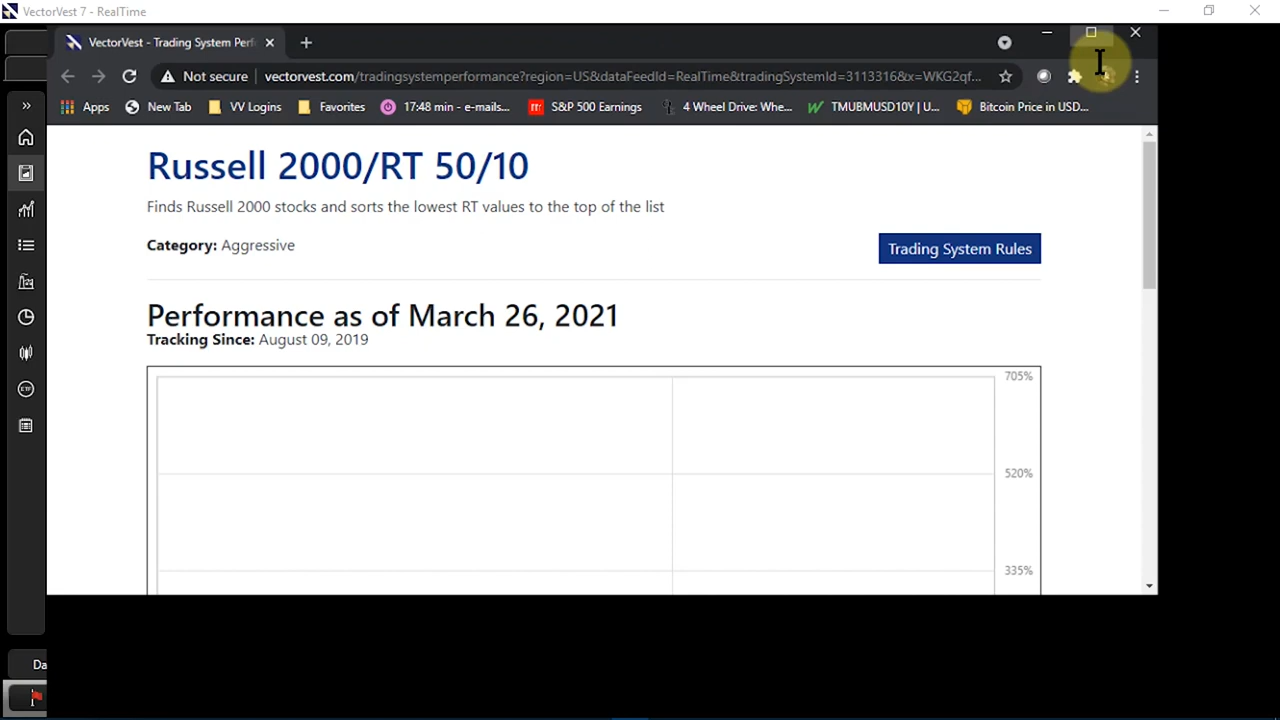 VectorVest 7 - RealTime
VectorVest - Trading System Perf
Not secure vectorvest.com/tradingsystemperformance?region=US&dataFeedId=RealTime&tradingSystemId=3113316&x=WKG2qf...
Apps New Tab VV Logins Favorites 17:48 min - e-mails... S&P 500 Earnings 4 Wheel Drive: Whe... TMUBMUSD10Y | U... Bitcoin Price in USD...
Russell 2000/RT 50/10
Finds Russell 2000 stocks and sorts the lowest RT values to the top of the list
Category: Aggressive
Trading System Rules
Performance as of March 26, 2021
Tracking Since: August 09, 2019
705%
520%
335%
ETF
Da